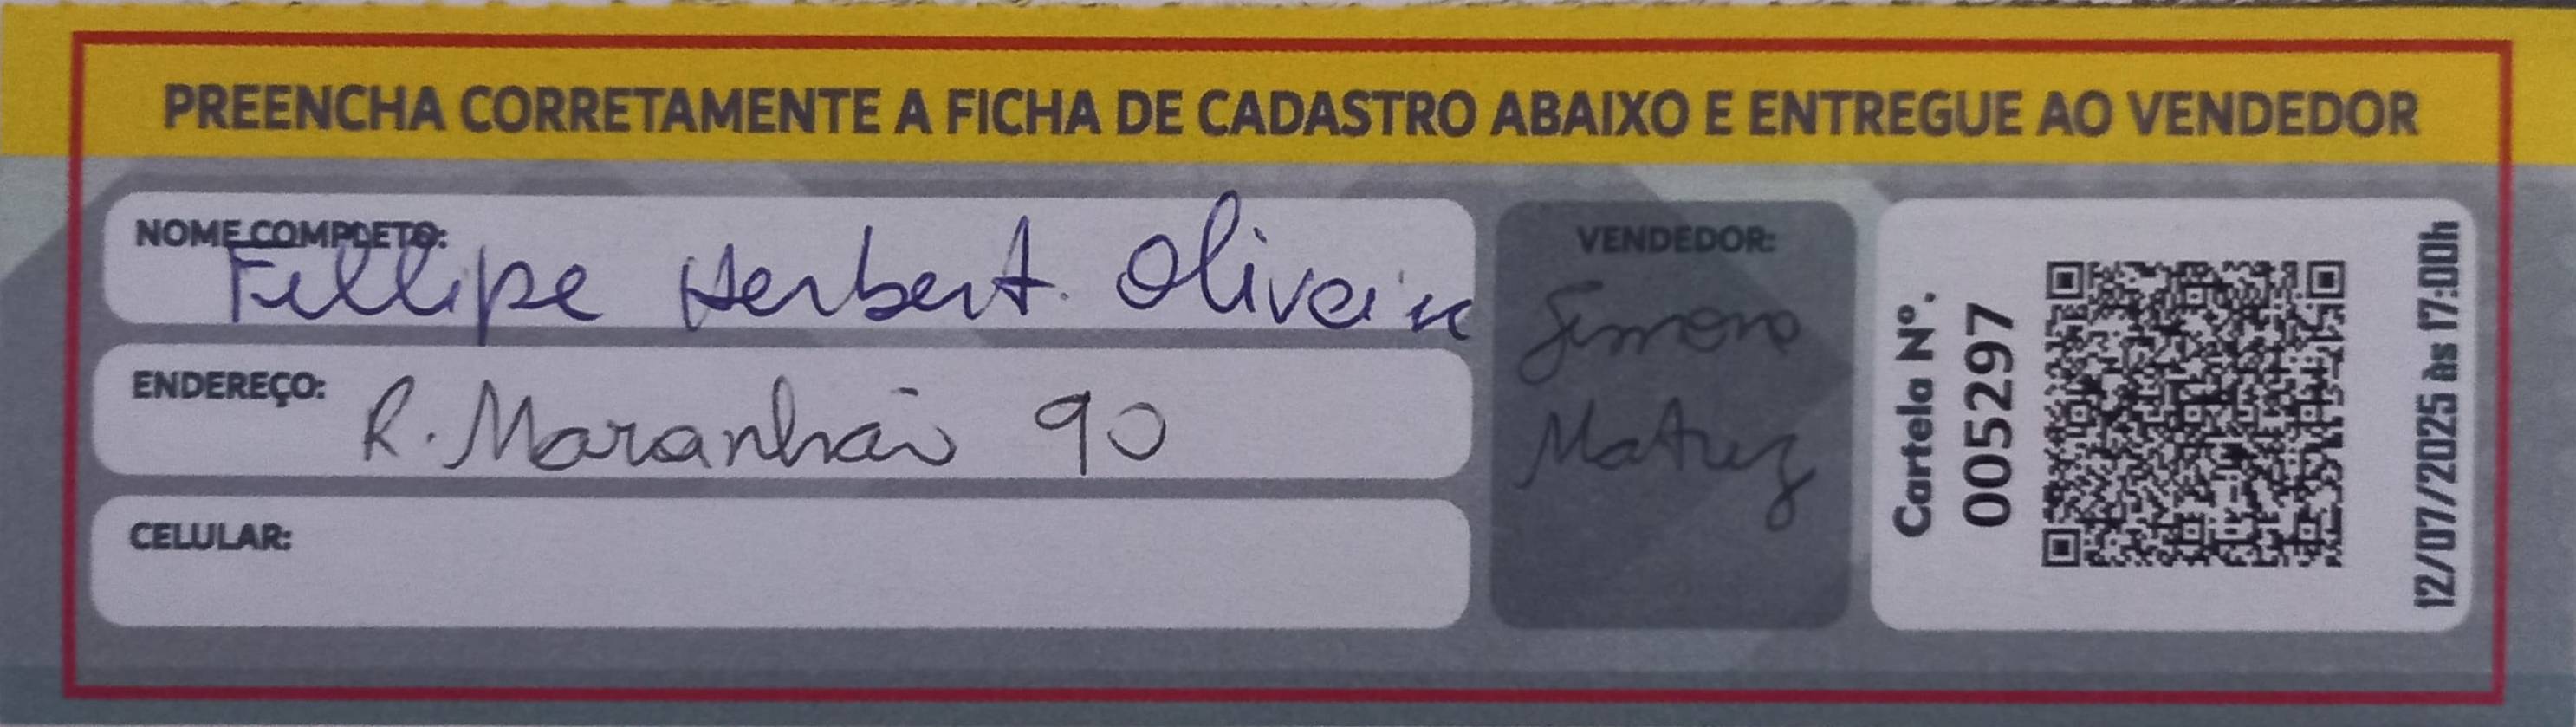 PREENCHA CORRETAMENTE A FICHA DE CADASTRO ABAIXO E ENTREGUE AO VENDEDOR
NOME COMPLETO:
Fellipe Herbert Oliveira
ENDEREÇO:
R. Maranhão 90
CELULAR:
VENDEDOR:
Simone
Matriz
Cartela Nº.
005297
12/07/2025 às 17:00h